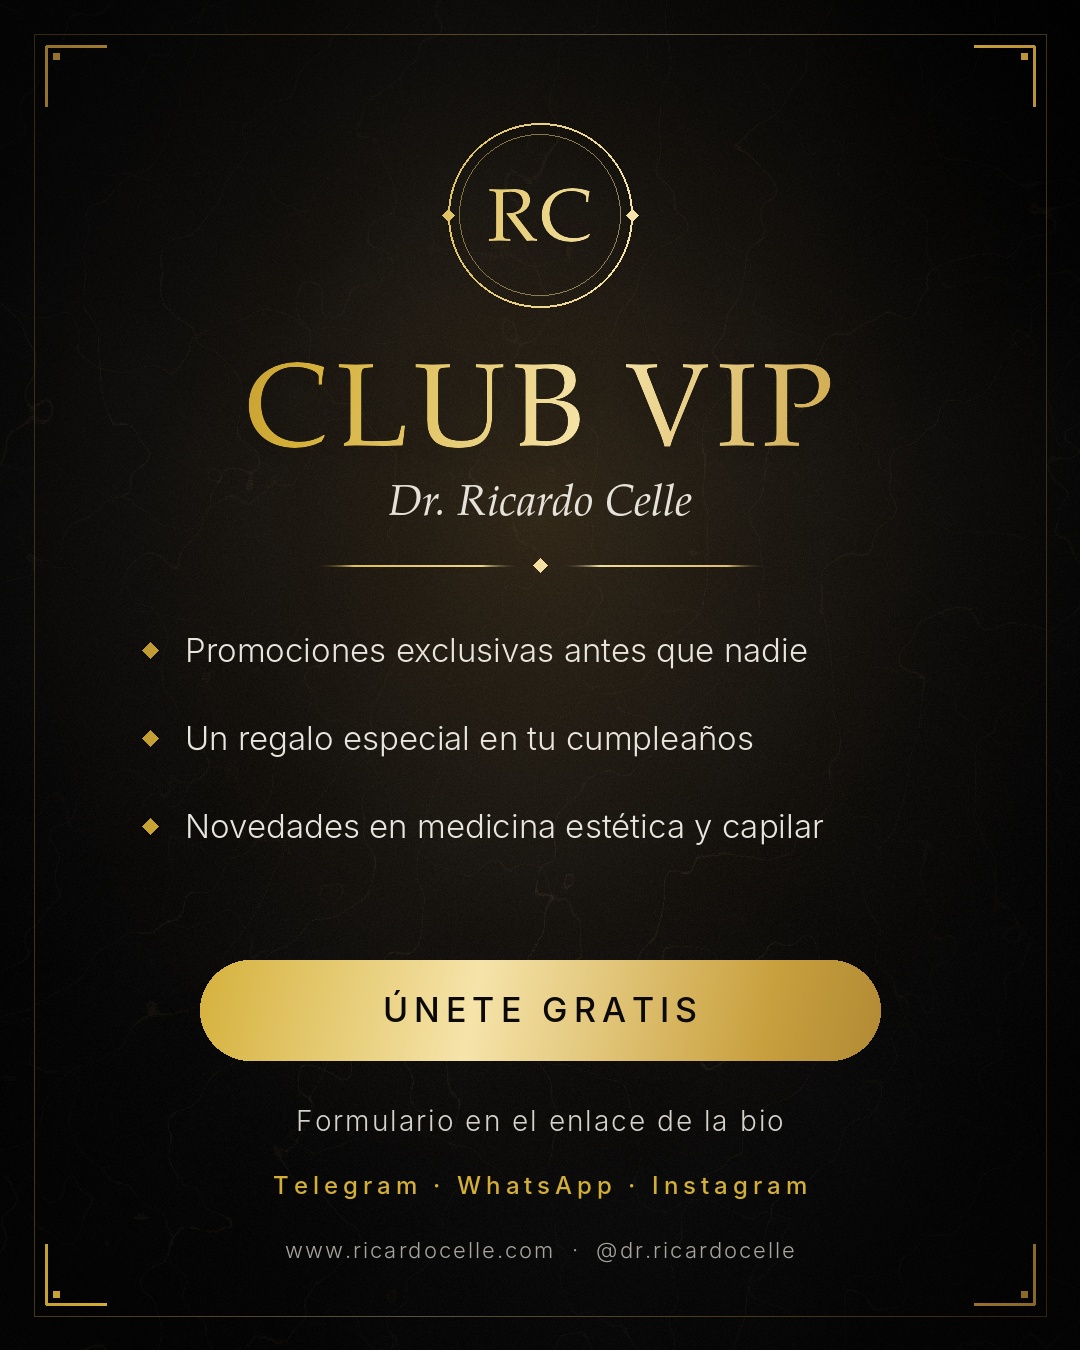 RC
CLUB VIP
Dr. Ricardo Celle
Promociones exclusivas antes que nadie
Un regalo especial en tu cumpleaños
Novedades en medicina estética y capilar
ÚNETE GRATIS
Formulario en el enlace de la bio
Telegram · WhatsApp · Instagram
www.ricardocelle.com · @dr.ricardocelle